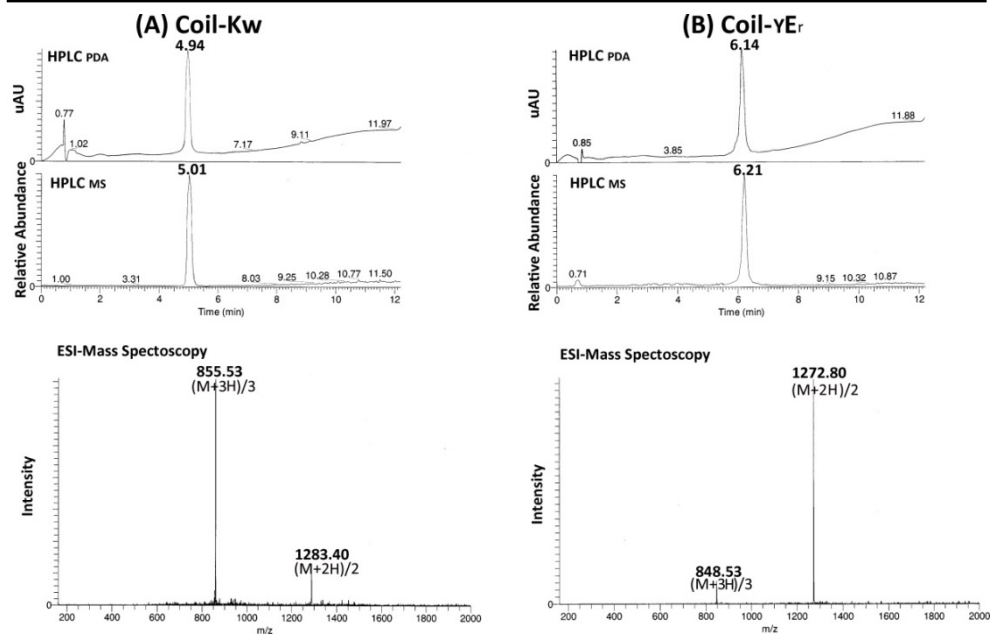 (A) Coil-Kw
4.94
HPLC PDA
uAU
0.77
1.02
7.17
9.11
11.97
0
5.01
HPLC MS
Relative Abundance
1.00
3.31
8.03
9.25
10.28
10.77
11.50
0
0 2 4 6 8 10 12
Time (min)
(B) Coil-YEr
6.14
HPLC PDA
uAU
0.85
3.85
11.88
0
6.21
HPLC MS
Relative Abundance
0.71
9.15
10.32
10.87
0
0 2 4 6 8 10 12
Time (min)
ESI-Mass Spectoscopy
855.53
(M+3H)/3
1283.40
(M+2H)/2
Intensity
0
200 400 600 800 1000 1200 1400 1600 1800 2000
m/z
ESI-Mass Spectoscopy
1272.80
(M+2H)/2
848.53
(M+3H)/3
Intensity
0
200 400 600 800 1000 1200 1400 1600 1800 2000
m/z